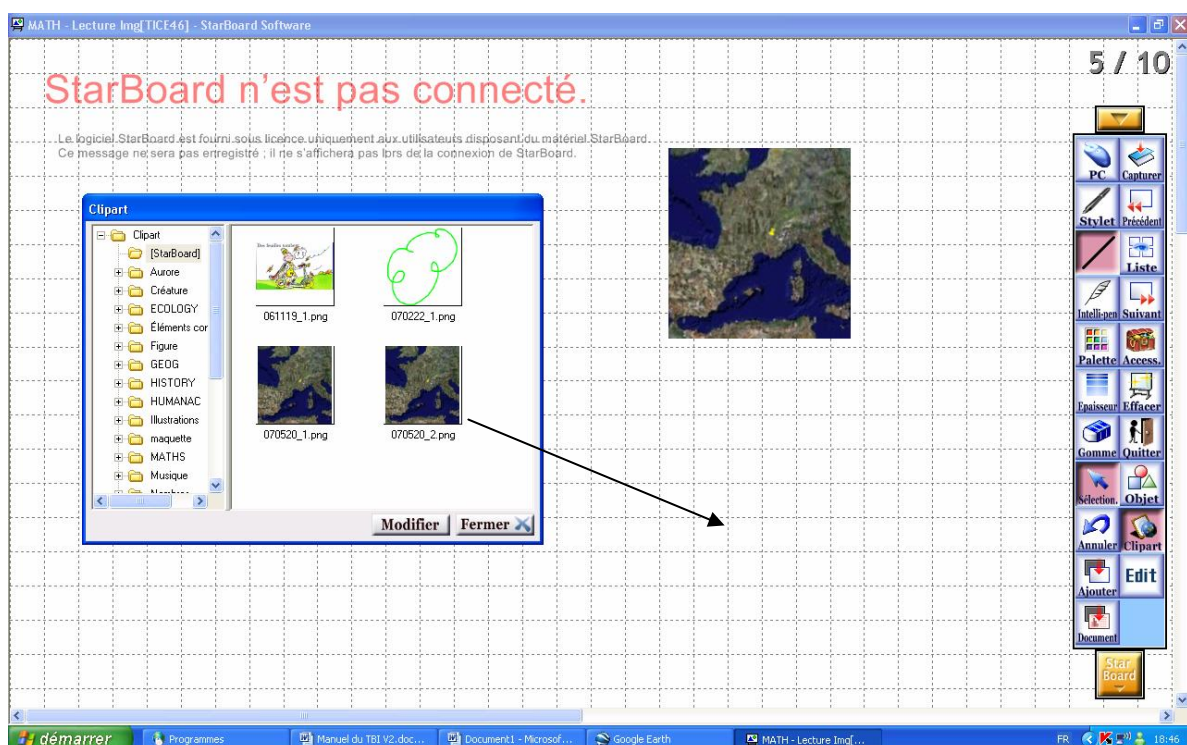 MATH - Lecture Img[TICE46] - StarBoard Software
5 / 10
StarBoard n'est pas connecté.
Le logiciel StarBoard est fourni sous licence uniquement aux utilisateurs disposant du matériel StarBoard.
Ce message ne sera pas enregistré ; il ne s'affichera pas lors de la connexion de StarBoard.
Clipart
Clipart
[StarBoard]
Aurore
Créature
ECOLOGY
Éléments cor
Figure
GEOG
HISTORY
HUMANAC
Illustrations
maquette
MATHS
Musique
061119_1.png
070222_1.png
070520_1.png
070520_2.png
Modifier
Fermer
PC
Capturer
Stylet
Précédent
Liste
Intelli-pen
Suivant
Palette
Access.
Epaisseur
Effacer
Gomme
Quitter
Sélection.
Objet
Annuler
Clipart
Ajouter
Edit
Document
Star
Board
démarrer
Programmes
Manuel du TBI V2.doc...
Document1 - Microsof...
Google Earth
MATH - Lecture Img[...
FR
18:46